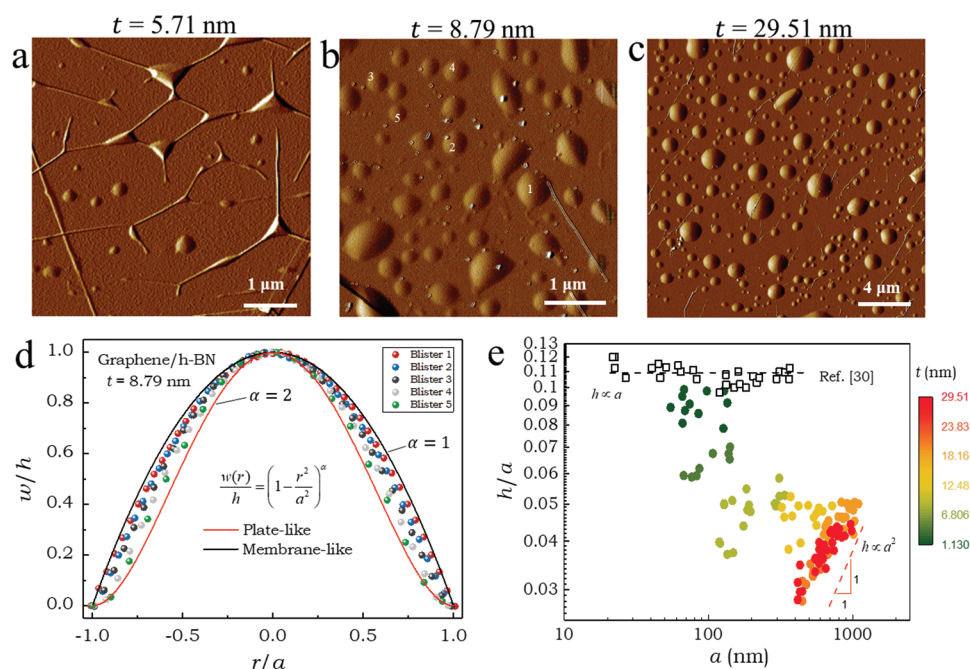 t = 5.71 nm
t = 8.79 nm
t = 29.51 nm
a
b
c
3
4
5
2
1
1 μm
1 μm
4 μm
d
Graphene/h-BN
t = 8.79 nm
Blister 1
Blister 2
Blister 3
Blister 4
Blister 5
α = 2
α = 1
w(r)/h = (1 − r²/a²)^α
Plate-like
Membrane-like
w/h
1.0
0.8
0.6
0.4
0.2
0.0
-1.0
-0.5
0.0
0.5
1.0
r/a
e
h/a
0.12
0.11
0.1
0.09
0.08
0.07
0.06
0.05
0.04
0.03
h ∝ a
Ref. [30]
h ∝ a²
1
1
10
100
1000
a (nm)
t (nm)
29.51
23.83
18.16
12.48
6.806
1.130